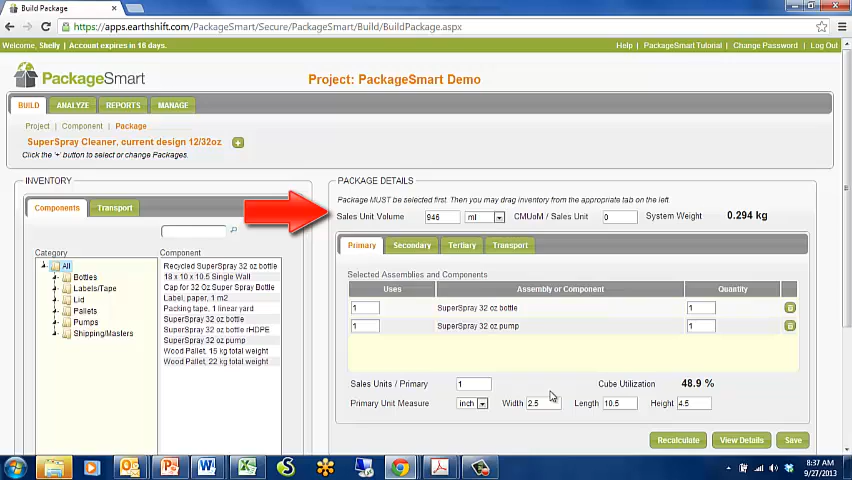 Build Package
https://apps.earthshift.com/PackageSmart/Secure/PackageSmart/Build/BuildPackage.aspx
Welcome, Shelly | Account expires in 16 days.
Help | PackageSmart Tutorial | Change Password | Log Out
PackageSmart
Project: PackageSmart Demo
BUILD ANALYZE REPORTS MANAGE
Project | Component | Package
SuperSpray Cleaner, current design 12/32oz
Click the '+' button to select or change Packages.
INVENTORY
Components Transport
Category
All
Bottles
Labels/Tape
Lid
Pallets
Pumps
Shipping/Masters
Component
Recycled SuperSpray 32 oz bottle
18 x 10 x 10.5 Single Wall
Cap for 32 Oz Super Spray Bottle
Label, paper, 1 m2
Packing tape, 1 linear yard
SuperSpray 32 oz bottle
SuperSpray 32 oz bottle rHDPE
SuperSpray 32 oz pump
Wood Pallet, 15 kg total weight
Wood Pallet, 22 kg total weight
PACKAGE DETAILS
Package MUST be selected first. Then you may drag inventory from the appropriate tab on the left.
Sales Unit Volume 946 ml CMUoM / Sales Unit 0 System Weight 0.294 kg
Primary Secondary Tertiary Transport
Selected Assemblies and Components
Uses Assembly or Component Quantity
1 SuperSpray 32 oz bottle 1
1 SuperSpray 32 oz pump 1
Sales Units / Primary 1 Cube Utilization 48.9 %
Primary Unit Measure inch Width 2.5 Length 10.5 Height 4.5
Recalculate View Details Save
8:37 AM
9/27/2013